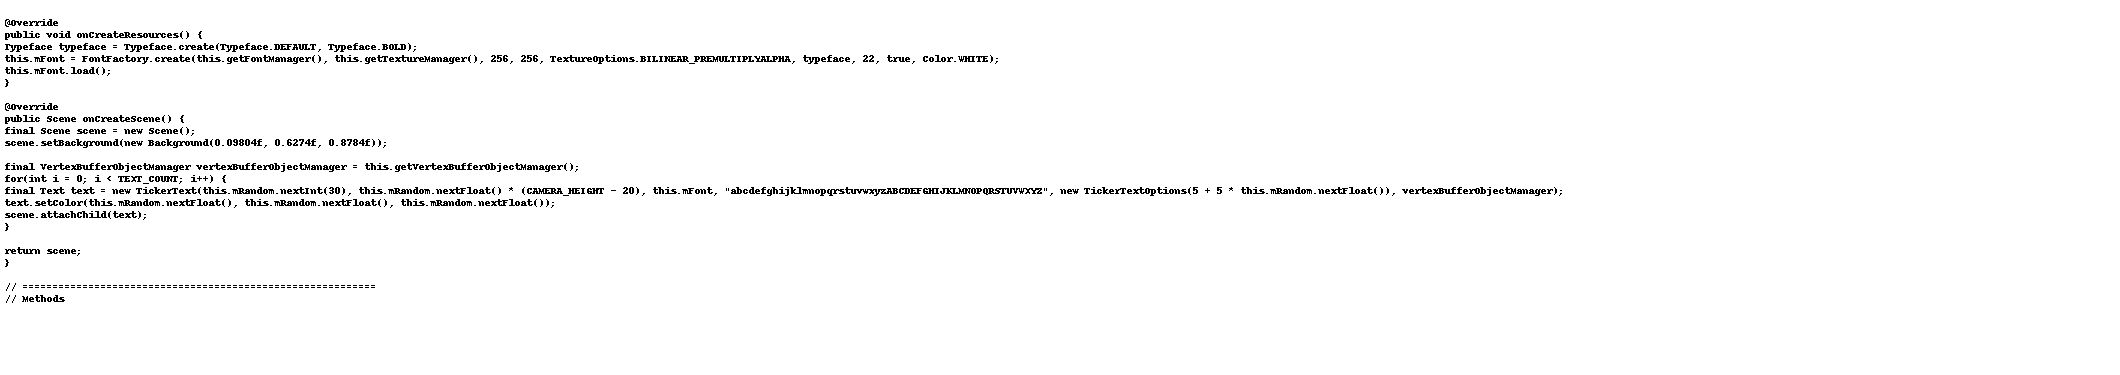 @Override
public void onCreateResources() {
Typeface typeface = Typeface.create(Typeface.DEFAULT, Typeface.BOLD);
this.mFont = FontFactory.create(this.getFontManager(), this.getTextureManager(), 256, 256, TextureOptions.BILINEAR_PREMULTIPLYALPHA, typeface, 22, true, Color.WHITE);
this.mFont.load();
}
@Override
public Scene onCreateScene() {
final Scene scene = new Scene();
scene.setBackground(new Background(0.09804f, 0.6274f, 0.8784f));
final VertexBufferObjectManager vertexBufferObjectManager = this.getVertexBufferObjectManager();
for(int i = 0; i < TEXT_COUNT; i++) {
final Text text = new TickerText(this.mRandom.nextInt(30), this.mRandom.nextFloat() * (CAMERA_HEIGHT - 20), this.mFont, "abcdefghijklmnopqrstuvwxyzABCDEFGHIJKLMNOPQRSTUVWXYZ", new TickerTextOptions(5 + 5 * this.mRandom.nextFloat()), vertexBufferObjectManager);
text.setColor(this.mRandom.nextFloat(), this.mRandom.nextFloat(), this.mRandom.nextFloat());
scene.attachChild(text);
}
return scene;
}
// ===========================================================
// Methods